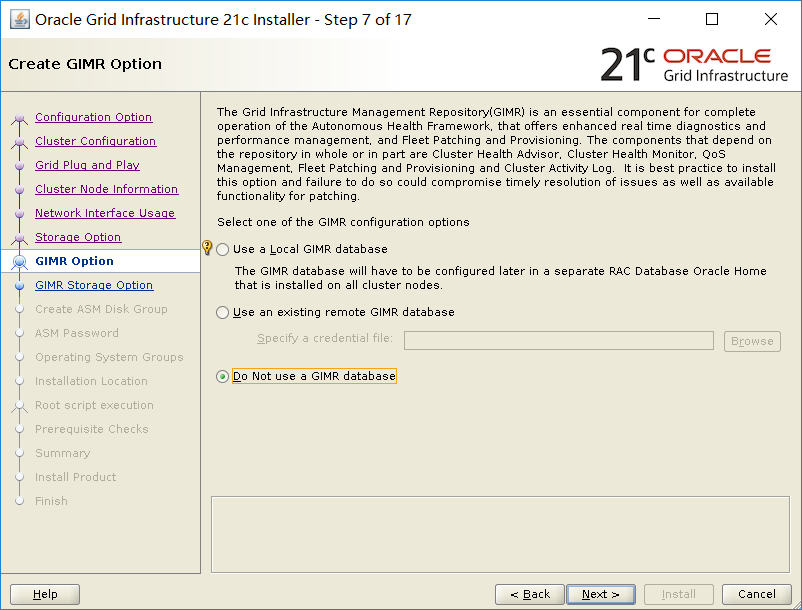 Oracle Grid Infrastructure 21c Installer - Step 7 of 17
Create GIMR Option
21c ORACLE
Grid Infrastructure
Configuration Option
Cluster Configuration
Grid Plug and Play
Cluster Node Information
Network Interface Usage
Storage Option
GIMR Option
GIMR Storage Option
Create ASM Disk Group
ASM Password
Operating System Groups
Installation Location
Root script execution
Prerequisite Checks
Summary
Install Product
Finish
The Grid Infrastructure Management Repository(GIMR) is an essential component for complete
operation of the Autonomous Health Framework, that offers enhanced real time diagnostics and
performance management, and Fleet Patching and Provisioning. The components that depend on
the repository in whole or in part are Cluster Health Advisor, Cluster Health Monitor, QoS
Management, Fleet Patching and Provisioning and Cluster Activity Log.  It is best practice to install
this option and failure to do so could compromise timely resolution of issues as well as available
functionality for patching.
Select one of the GIMR configuration options
Use a Local GIMR database
The GIMR database will have to be configured later in a separate RAC Database Oracle Home
that is installed on all cluster nodes.
Use an existing remote GIMR database
Specify a credential file:
Browse
Do Not use a GIMR database
Help
< Back
Next >
Install
Cancel